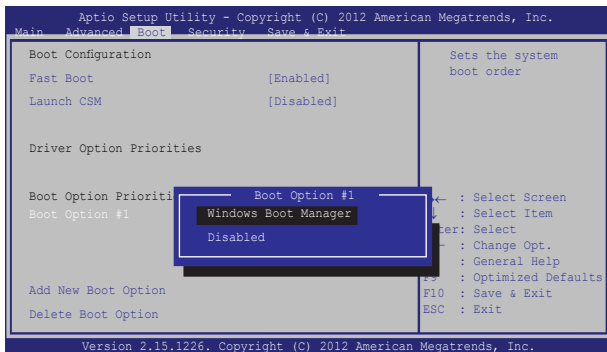 Aptio Setup Utility - Copyright (C) 2012 American Megatrends, Inc.
Main Advanced Boot Security Save & Exit
Boot Configuration
Fast Boot [Enabled]
Launch CSM [Disabled]
Driver Option Priorities
Boot Option Prioriti
Boot Option #1
Add New Boot Option
Delete Boot Option
Boot Option #1
Windows Boot Manager
Disabled
Sets the system
boot order
→← : Select Screen
: Select Item
ter: Select
: Change Opt.
: General Help
F9 : Optimized Defaults
F10 : Save & Exit
ESC : Exit
Version 2.15.1226. Copyright (C) 2012 American Megatrends, Inc.